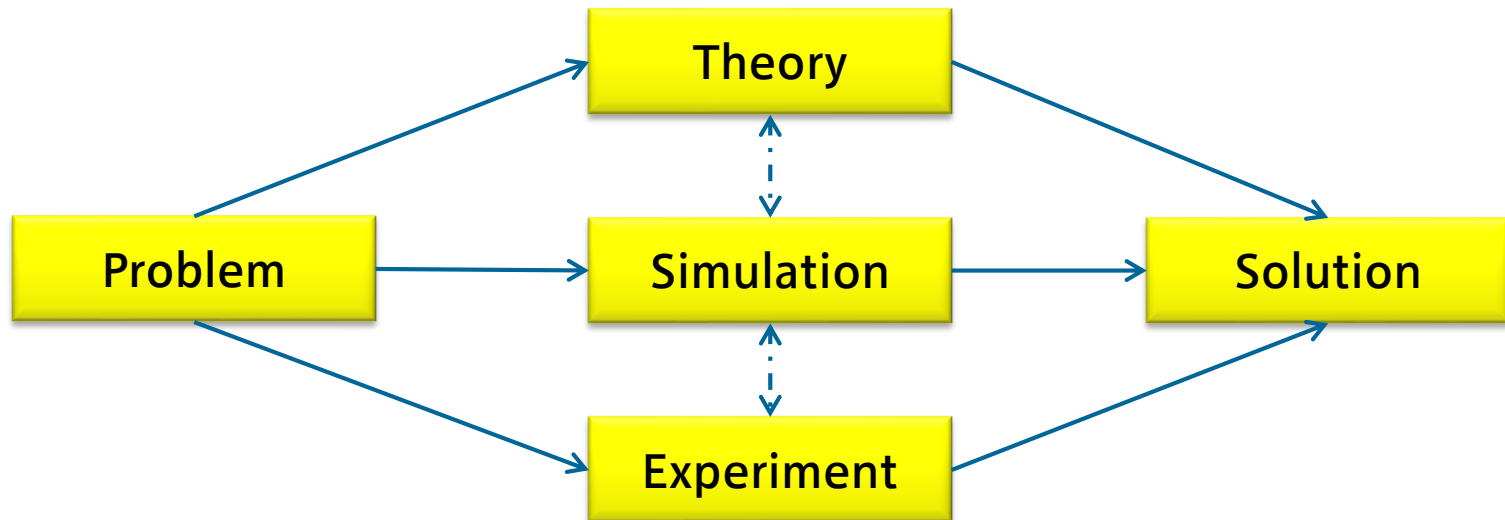 Theory
Problem
Simulation
Solution
Experiment